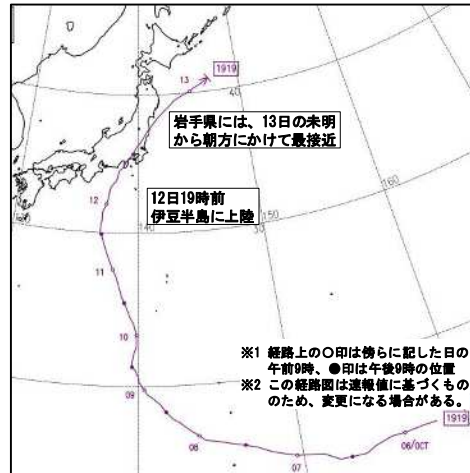 1919
13
40
岩手県には、13日の未明
から朝方にかけて最接近
12日19時前
伊豆半島に上陸
160
12
150
140
30
11
10
※1 経路上の○印は傍らに記した日の
午前9時、●印は午後9時の位置
※2 この経路図は速報値に基づくもの
のため、変更になる場合がある。
09
1919
08
06/OCT
07